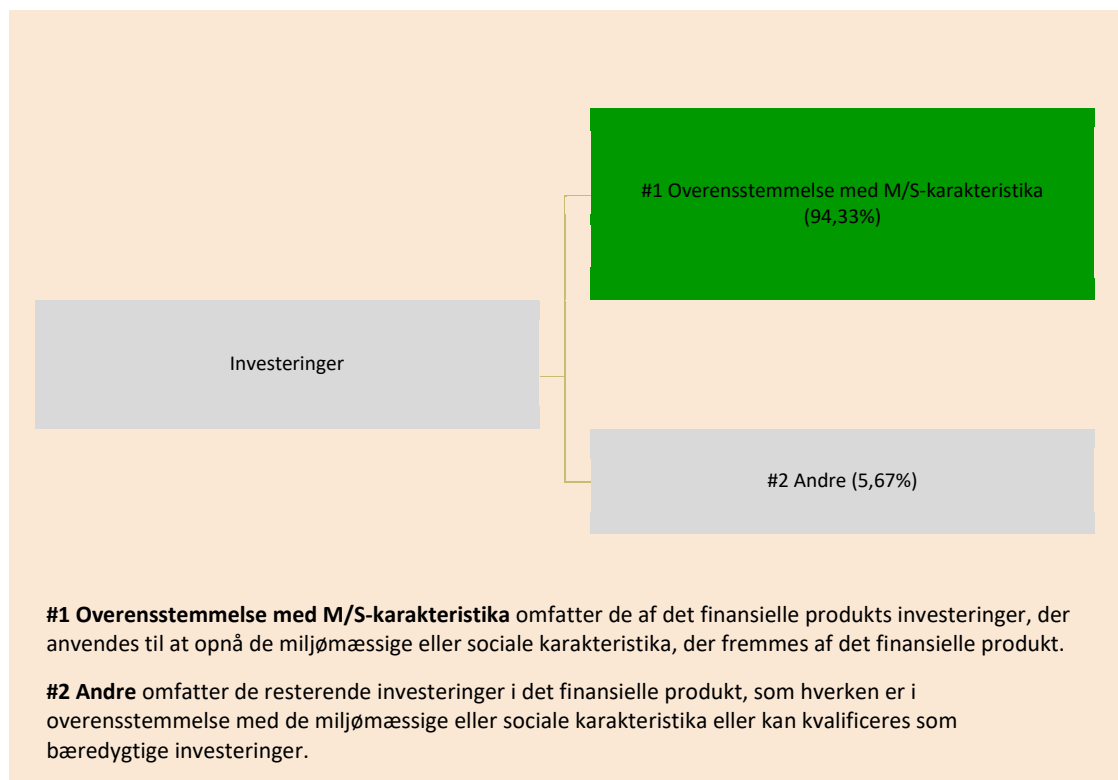 #1 Overensstemmelse med M/S-karakteristika
(94,33%)
Investeringer
#2 Andre (5,67%)
#1 Overensstemmelse med M/S-karakteristika omfatter de af det finansielle produkts investeringer, der
anvendes til at opnå de miljømæssige eller sociale karakteristika, der fremmes af det finansielle produkt.
#2 Andre omfatter de resterende investeringer i det finansielle produkt, som hverken er i
overensstemmelse med de miljømæssige eller sociale karakteristika eller kan kvalificeres som
bæredygtige investeringer.